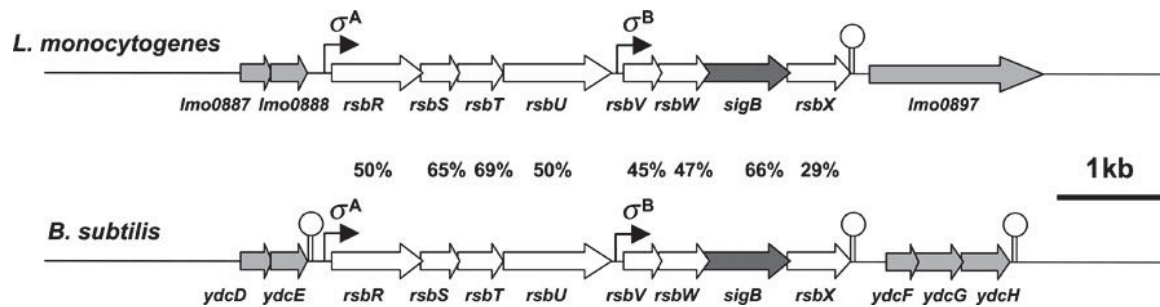 σA σB
L. monocytogenes
lmo0887 lmo0888 rsbR rsbS rsbT rsbU rsbV rsbW sigB rsbX lmo0897
50% 65% 69% 50% 45% 47% 66% 29%
1kb
σA σB
B. subtilis
ydcD ydcE rsbR rsbS rsbT rsbU rsbV rsbW sigB rsbX ydcF ydcG ydcH